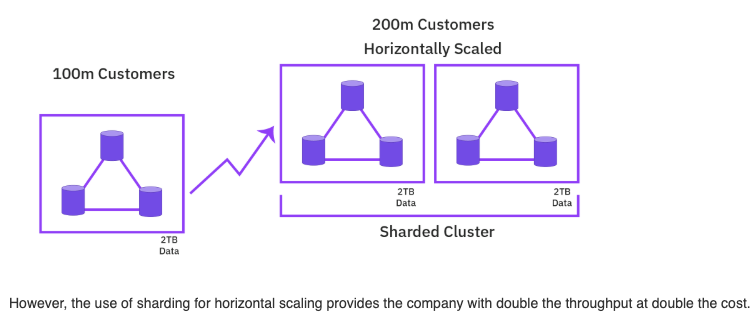 200m Customers
Horizontally Scaled
100m Customers
2TB
Data
2TB
Data
2TB
Data
Sharded Cluster
However, the use of sharding for horizontal scaling provides the company with double the throughput at double the cost.